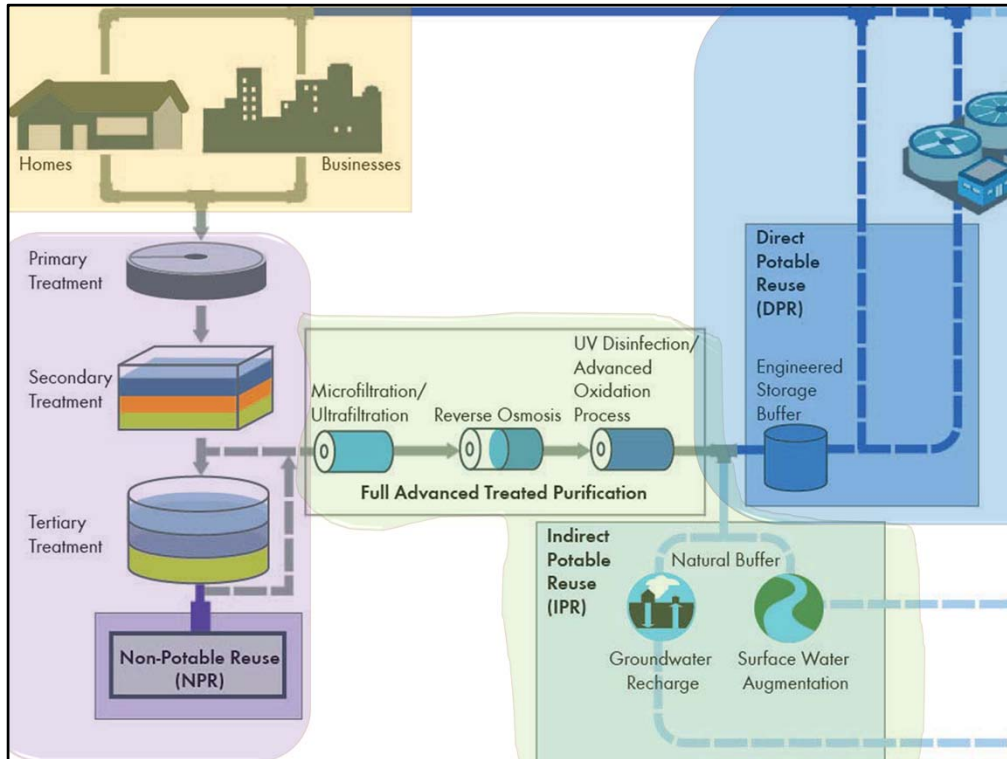 Homes
Businesses
Primary
Treatment
Secondary
Treatment
Tertiary
Treatment
Non-Potable Reuse
(NPR)
Microfiltration/
Ultrafiltration
Reverse Osmosis
UV Disinfection/
Advanced
Oxidation
Process
Full Advanced Treated Purification
Direct
Potable
Reuse
(DPR)
Engineered
Storage
Buffer
Indirect
Potable
Reuse
(IPR)
Natural Buffer
Groundwater
Recharge
Surface Water
Augmentation